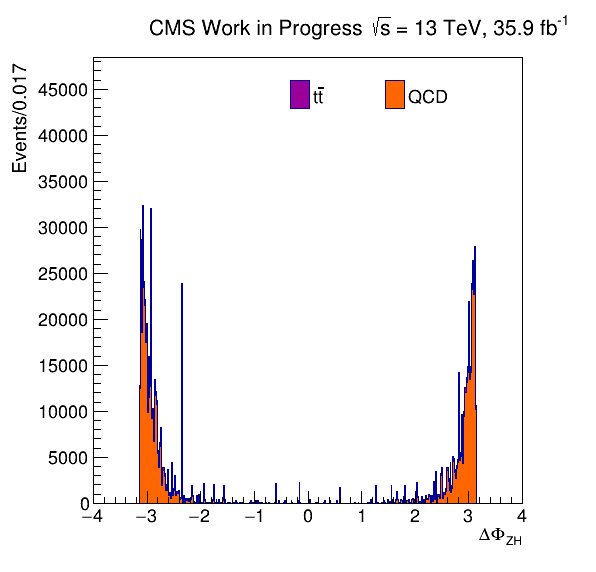 CMS Work in Progress √s = 13 TeV, 35.9 fb⁻¹
Events/0.017
tt̄
QCD
45000
40000
35000
30000
25000
20000
15000
10000
5000
0
−4 −3 −2 −1 0 1 2 3 4
ΔΦZH